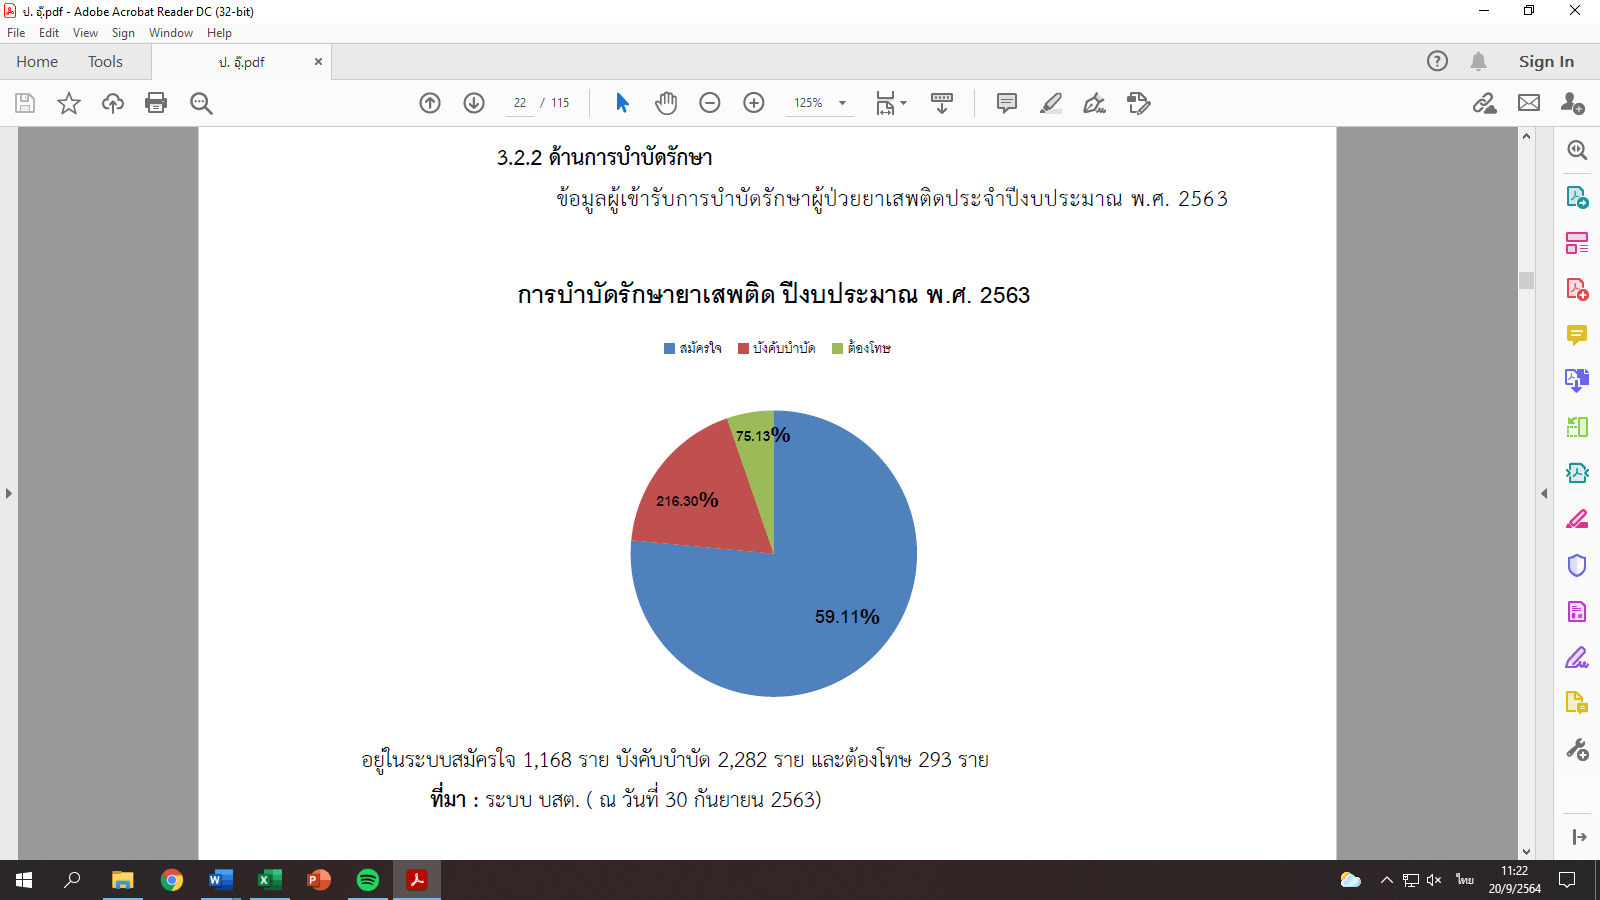 ป. อุ๊.pdf - Adobe Acrobat Reader DC (32-bit)
File Edit View Sign Window Help
Home Tools ป. อุ๊.pdf × Sign In
22 / 115 125%
3.2.2 ด้านการบำบัดรักษา
ข้อมูลผู้เข้ารับการบำบัดรักษาผู้ป่วยยาเสพติดประจำปีงบประมาณ พ.ศ. 2563
การบำบัดรักษายาเสพติด ปีงบประมาณ พ.ศ. 2563
สมัครใจ บังคับบำบัด ต้องโทษ
75.13%
216.30%
59.11%
อยู่ในระบบสมัครใจ 1,168 ราย บังคับบำบัด 2,282 ราย และต้องโทษ 293 ราย
ที่มา : ระบบ บสต. ( ณ วันที่ 30 กันยายน 2563)
ไทย
11:22
20/9/2564